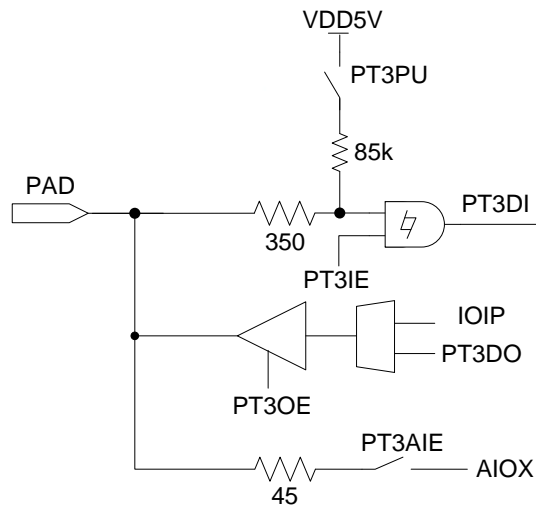 VDD5V
PT3PU
85k
PAD
PT3DI
350
PT3IE
IOIP
PT3DO
PT3OE
PT3AIE
AIOX
45